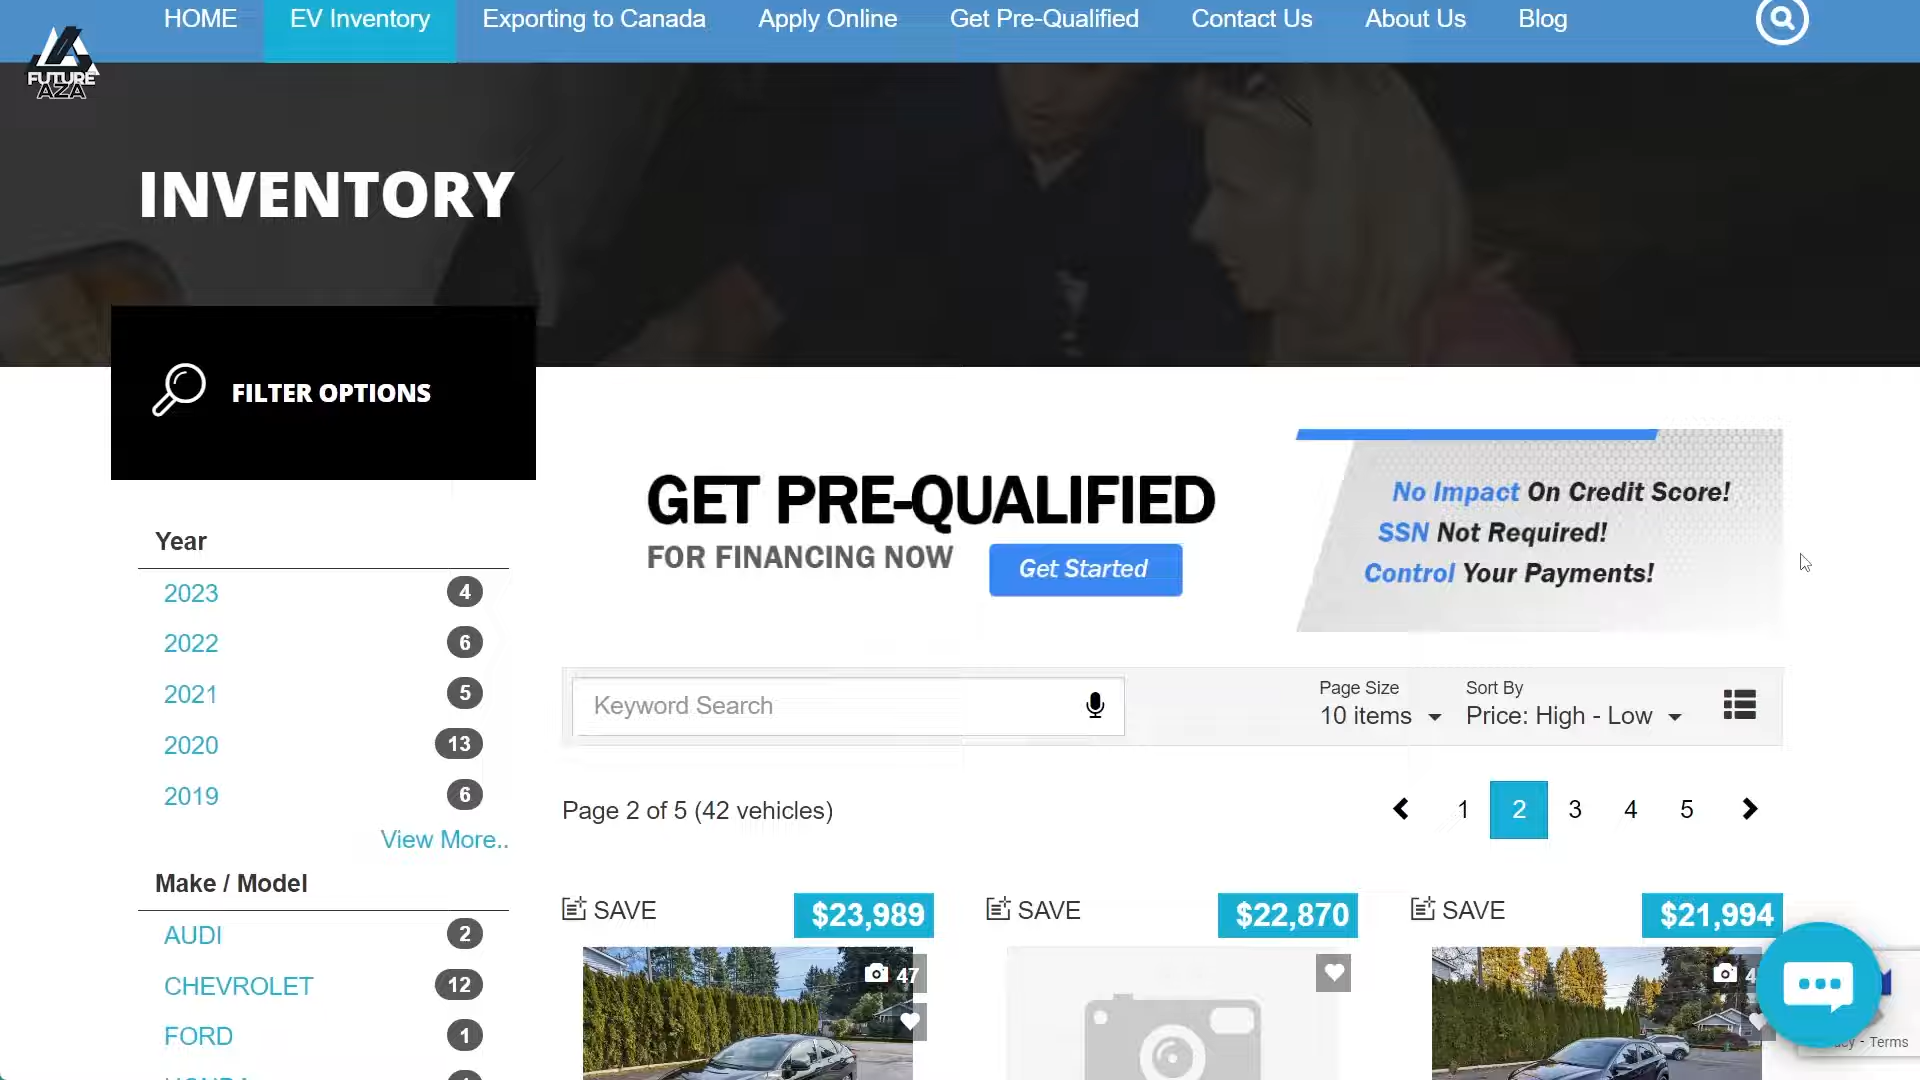 HOME EV Inventory Exporting to Canada Apply Online Get Pre-Qualified Contact Us About Us Blog
FUTURE
AZA
INVENTORY
FILTER OPTIONS
GET PRE-QUALIFIED
FOR FINANCING NOW
Get Started
No Impact On Credit Score!
SSN Not Required!
Control Your Payments!
Year
2023 4
2022 6
2021 5
2020 13
2019 6
View More..
Make / Model
AUDI 2
CHEVROLET 12
FORD 1
Keyword Search
Page Size
10 items
Sort By
Price: High - Low
Page 2 of 5 (42 vehicles)
1 2 3 4 5
SAVE $23,989
47
SAVE $22,870
SAVE $21,994
- Terms